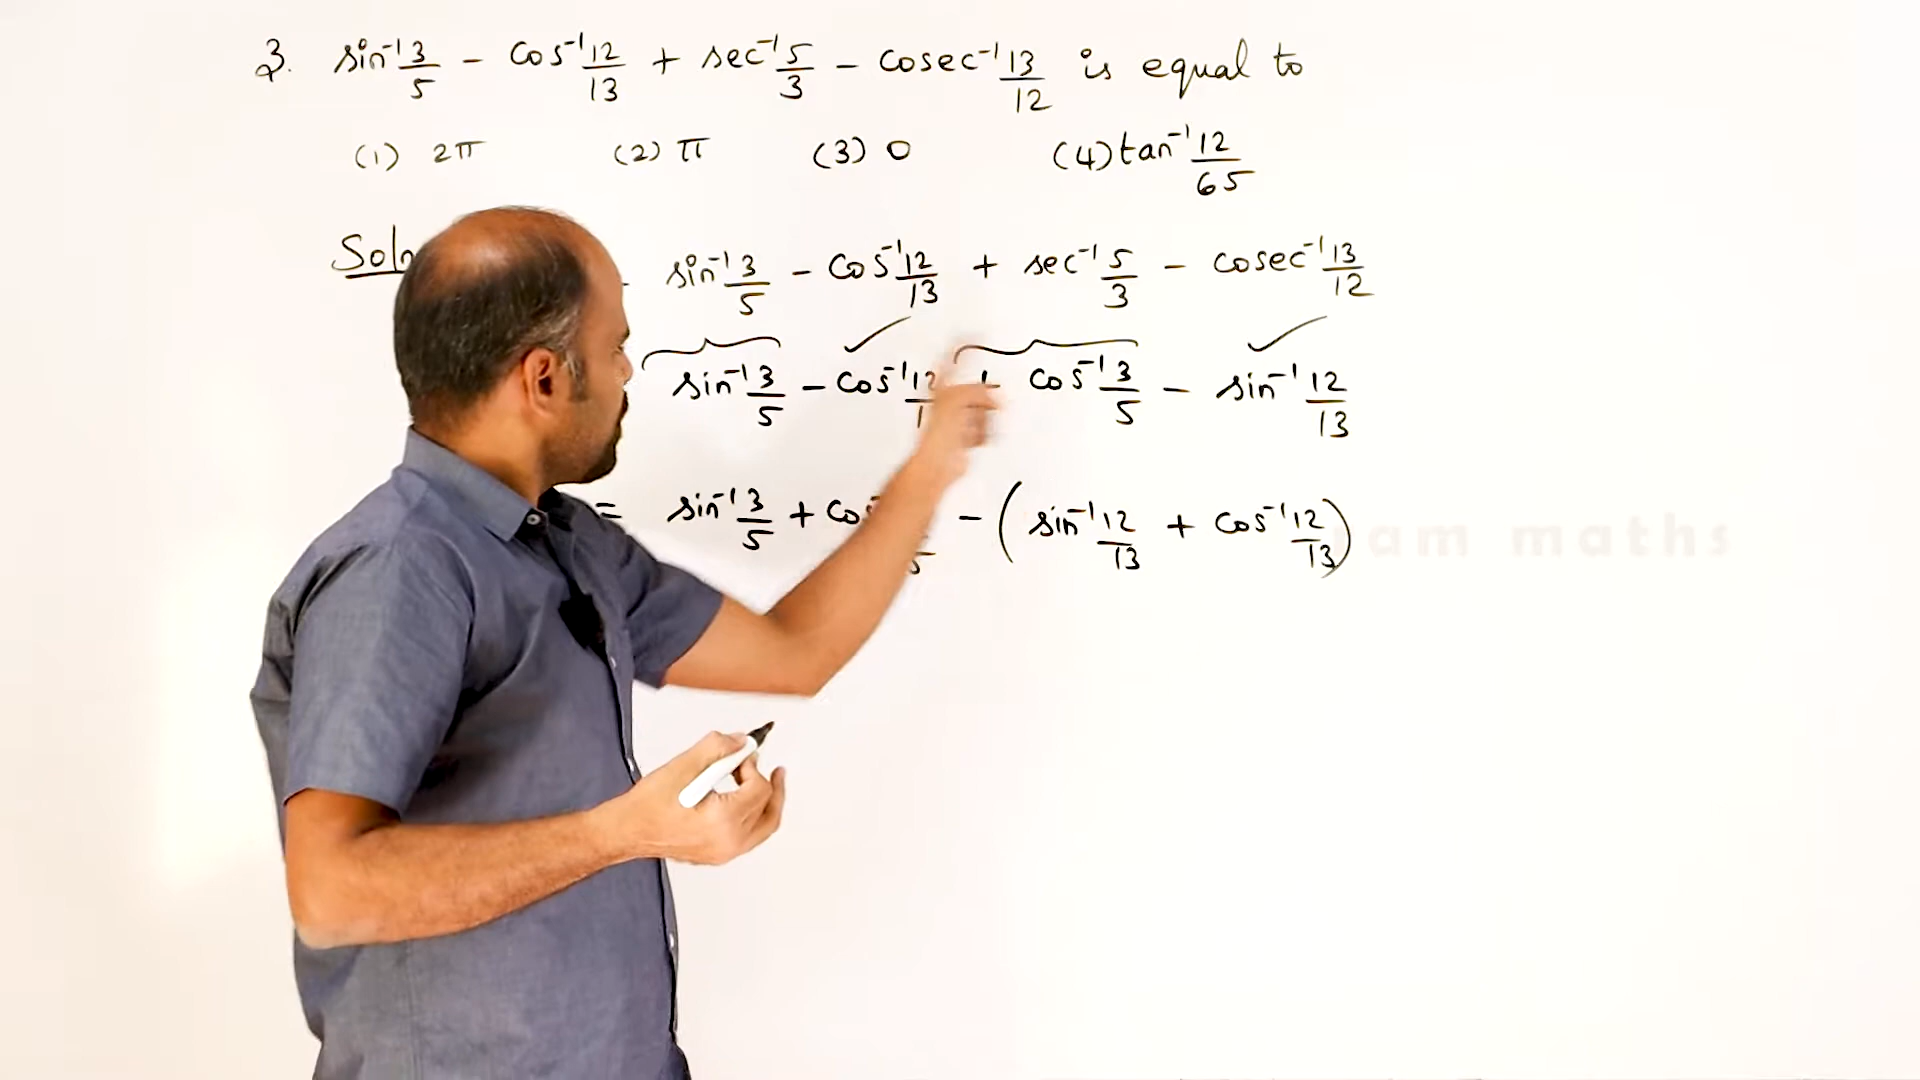 3. sin⁻¹ 3/5 − cos⁻¹ 12/13 + sec⁻¹ 5/3 − cosec⁻¹ 13/12 is equal to
(1) 2π (2) π (3) 0 (4) tan⁻¹ 12/65
Soln
sin⁻¹ 3/5 − cos⁻¹ 12/13 + sec⁻¹ 5/3 − cosec⁻¹ 13/12
sin⁻¹ 3/5 − cos⁻¹ 12/1 + cos⁻¹ 3/5 − sin⁻¹ 12/13
= sin⁻¹ 3/5 + cos − (sin⁻¹ 12/13 + cos⁻¹ 12/13)
am maths